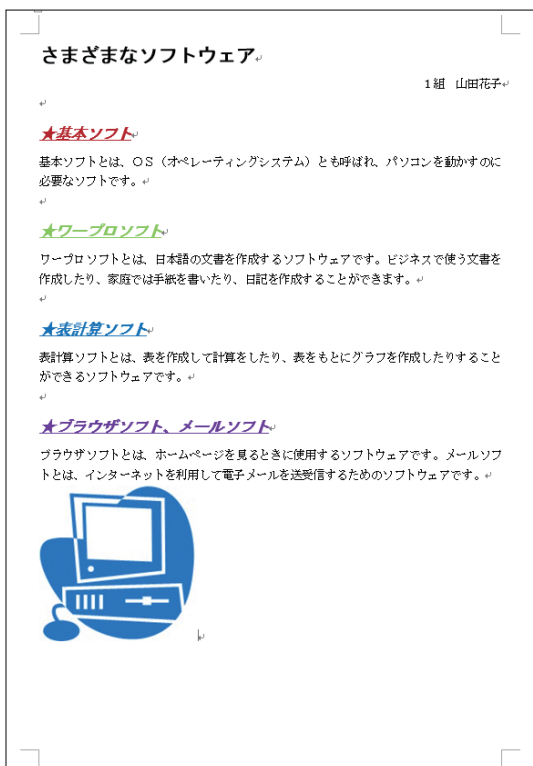 さまざまなソフトウェア
１組　山田花子
★基本ソフト
基本ソフトとは、ＯＳ（オペレーティングシステム）とも呼ばれ、パソコンを動かすのに
必要なソフトです。
★ワープロソフト
ワープロソフトとは、日本語の文書を作成するソフトウェアです。ビジネスで使う文書を
作成したり、家庭では手紙を書いたり、日記を作成することができます。
★表計算ソフト
表計算ソフトとは、表を作成して計算をしたり、表をもとにグラフを作成したりすること
ができるソフトウェアです。
★ブラウザソフト、メールソフト
ブラウザソフトとは、ホームページを見るときに使用するソフトウェアです。メールソフ
トとは、インターネットを利用して電子メールを送受信するためのソフトウェアです。